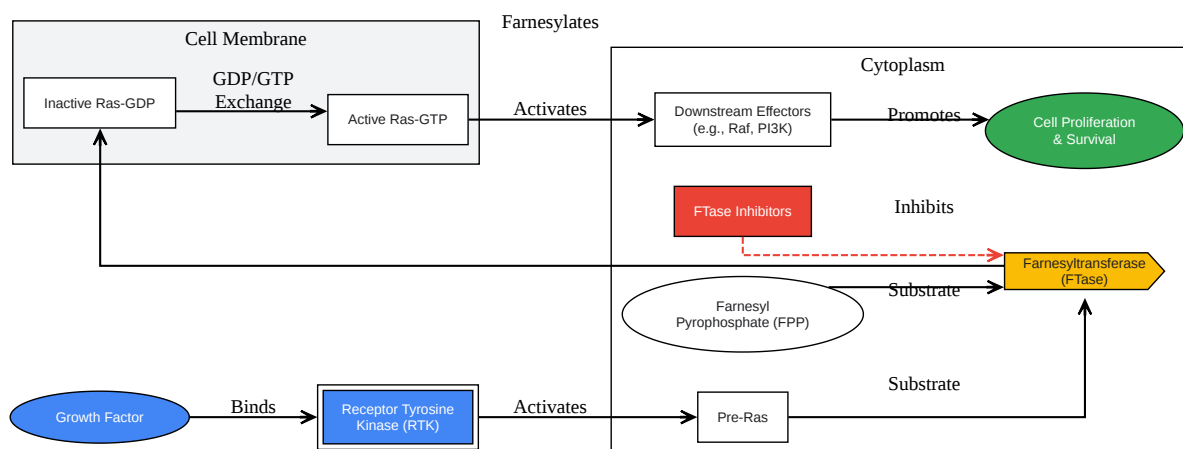 Farnesylates
Cell Membrane
Cytoplasm
GDP/GTP
Exchange
Inactive Ras-GDP
Active Ras-GTP
Activates
Downstream Effectors
(e.g., Raf, PI3K)
Promotes
Cell Proliferation
& Survival
FTase Inhibitors
Inhibits
Farnesyltransferase
(FTase)
Farnesyl
Pyrophosphate (FPP)
Substrate
Growth Factor
Binds
Receptor Tyrosine
Kinase (RTK)
Activates
Pre-Ras
Substrate